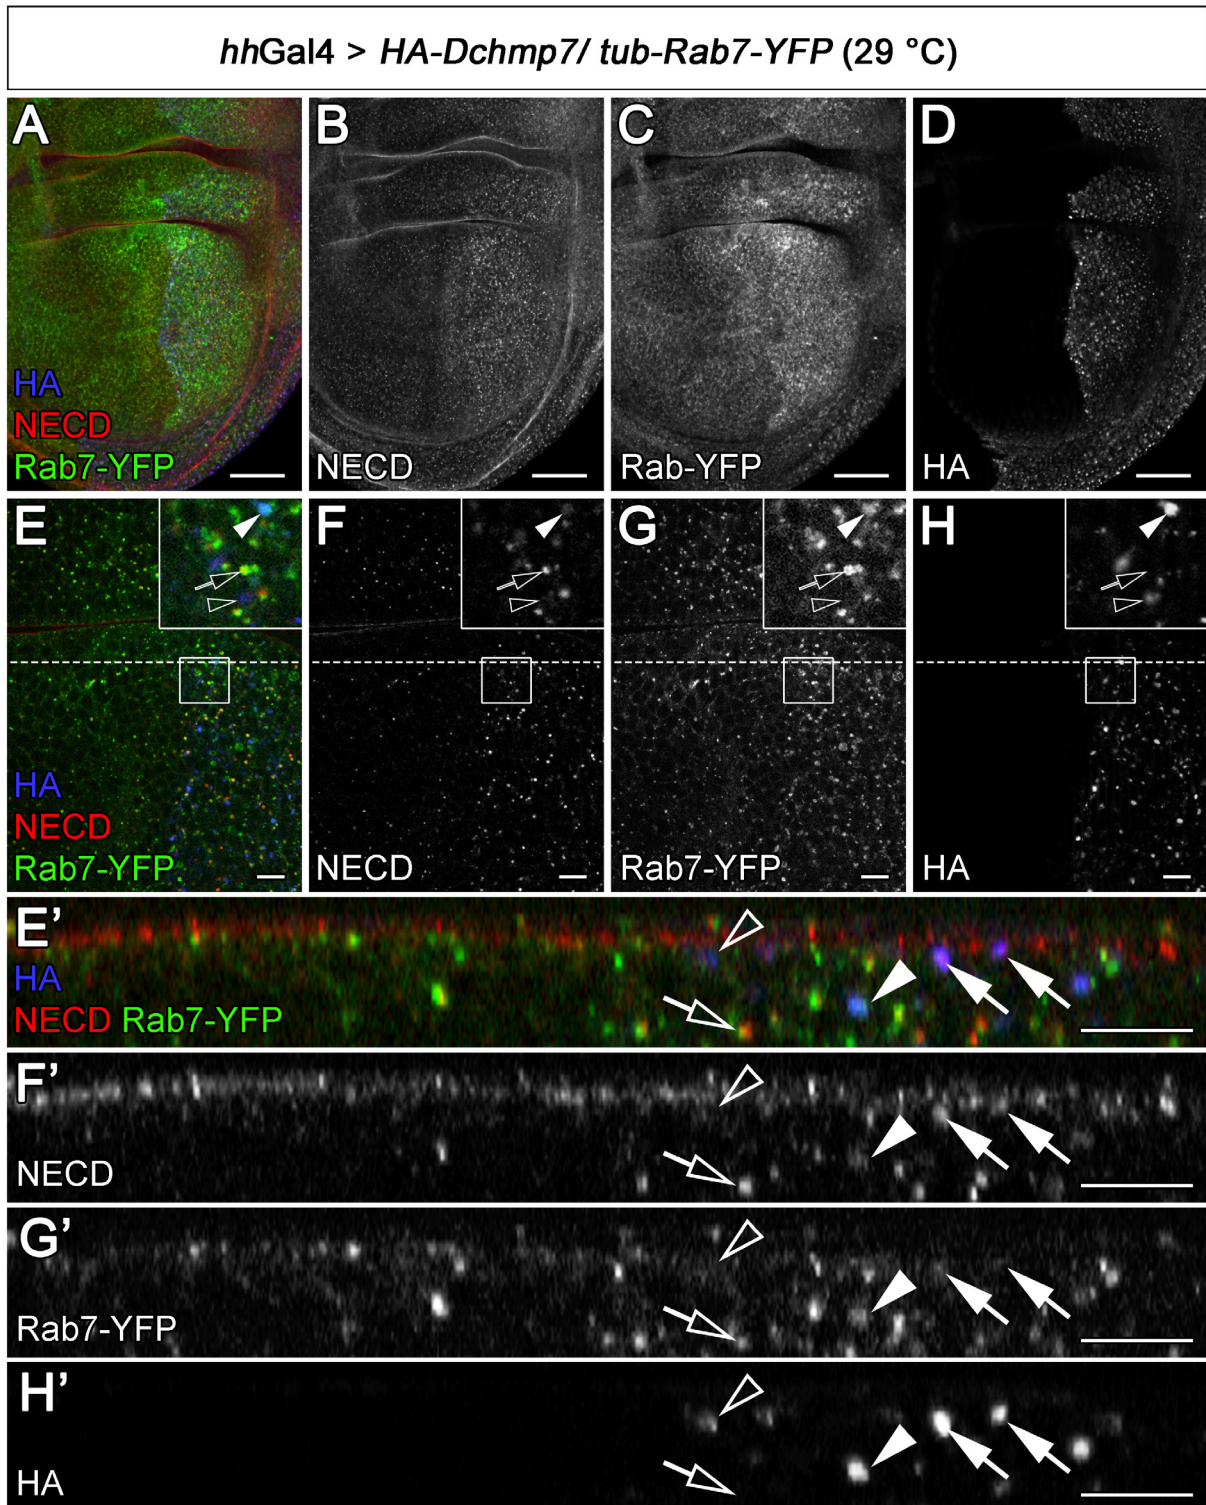 hhGal4 > HA-Dchmp7/ tub-Rab7-YFP (29 °C)
A
HA
NECD
Rab7-YFP
B
NECD
C
Rab-YFP
D
HA
E
HA
NECD
Rab7-YFP
F
NECD
G
Rab7-YFP
H
HA
E’
HA
NECD Rab7-YFP
F’
NECD
G’
Rab7-YFP
H’
HA